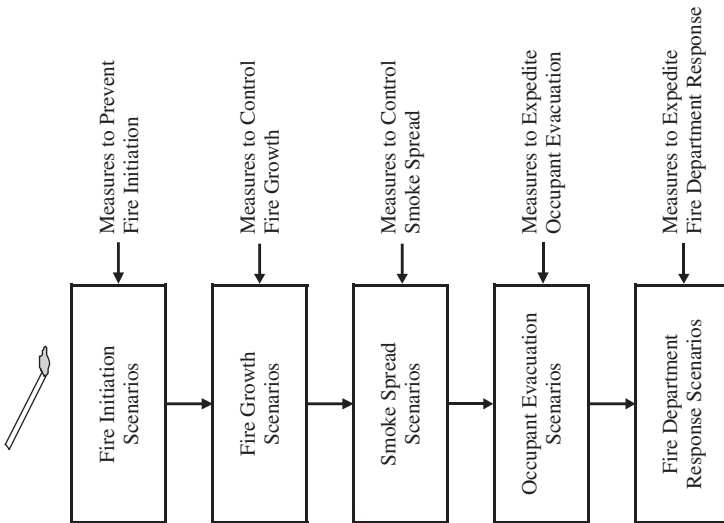 Fire Initiation
Scenarios
Measures to Prevent
Fire Initiation
Fire Growth
Scenarios
Measures to Control
Fire Growth
Smoke Spread
Scenarios
Measures to Control
Smoke Spread
Occupant Evacuation
Scenarios
Measures to Expedite
Occupant Evacuation
Fire Department
Response Scenarios
Measures to Expedite
Fire Department Response